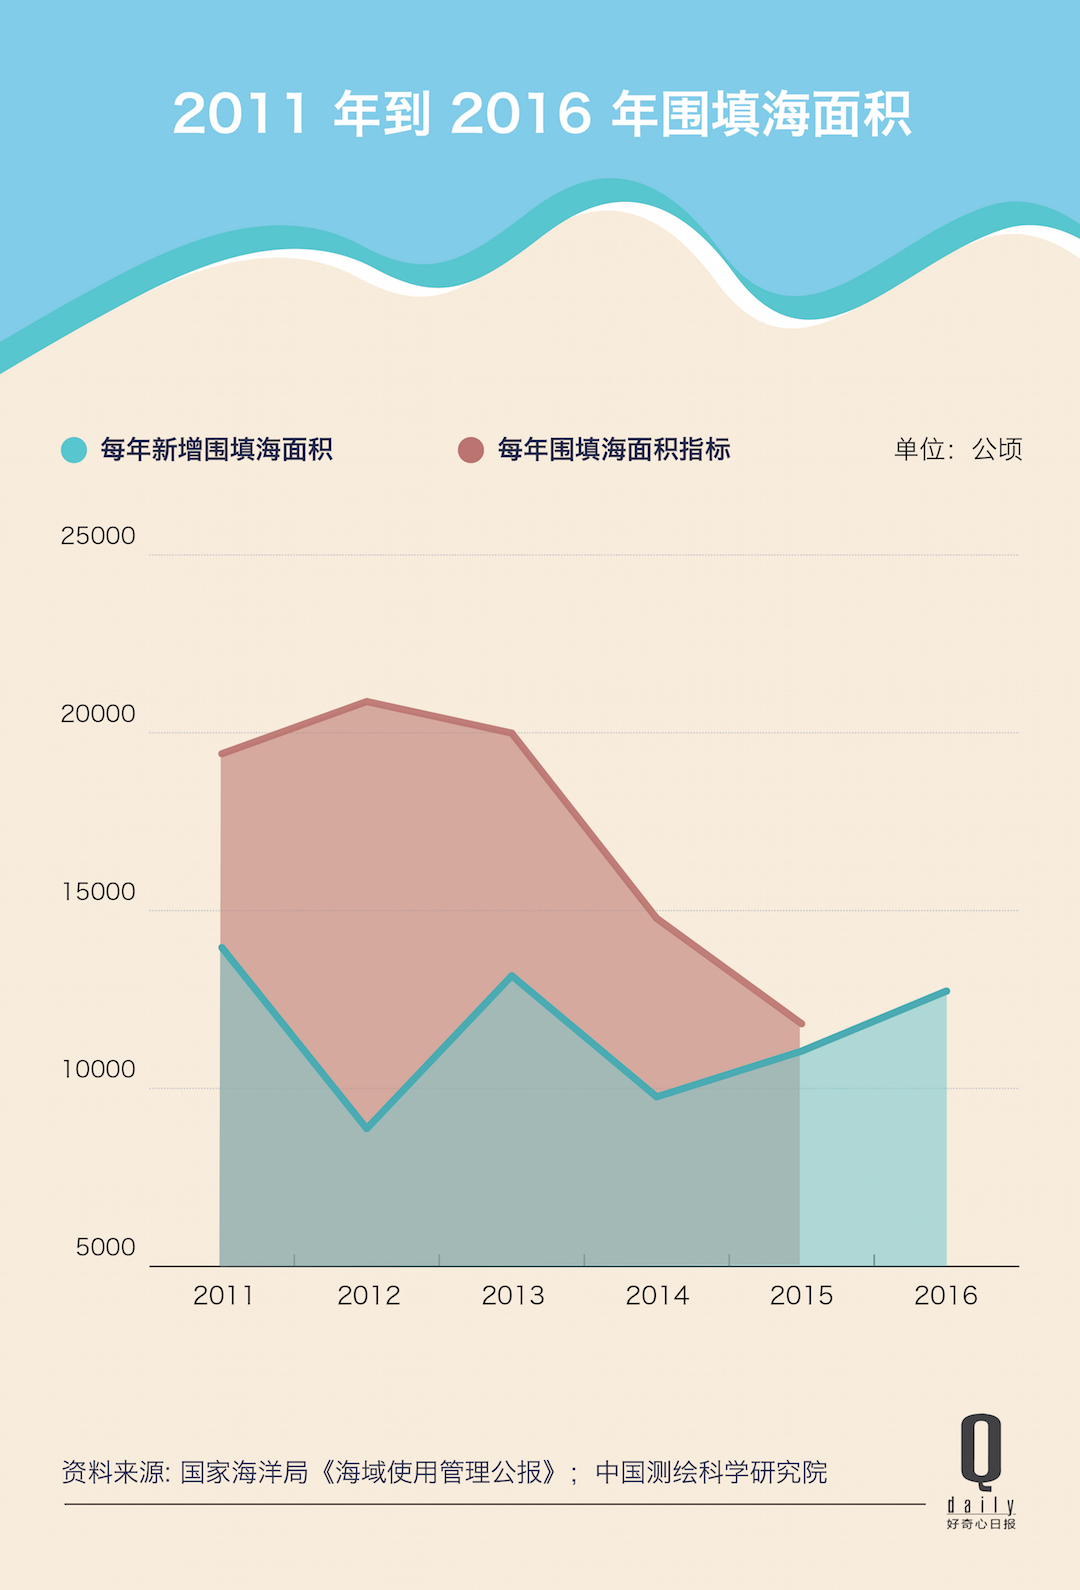 2011 年到 2016 年围填海面积
每年新增围填海面积
每年围填海面积指标
单位：公顷
25000
20000
15000
10000
5000
2011
2012
2013
2014
2015
2016
资料来源: 国家海洋局《海域使用管理公报》；中国测绘科学研究院
Q
daily
好奇心日报